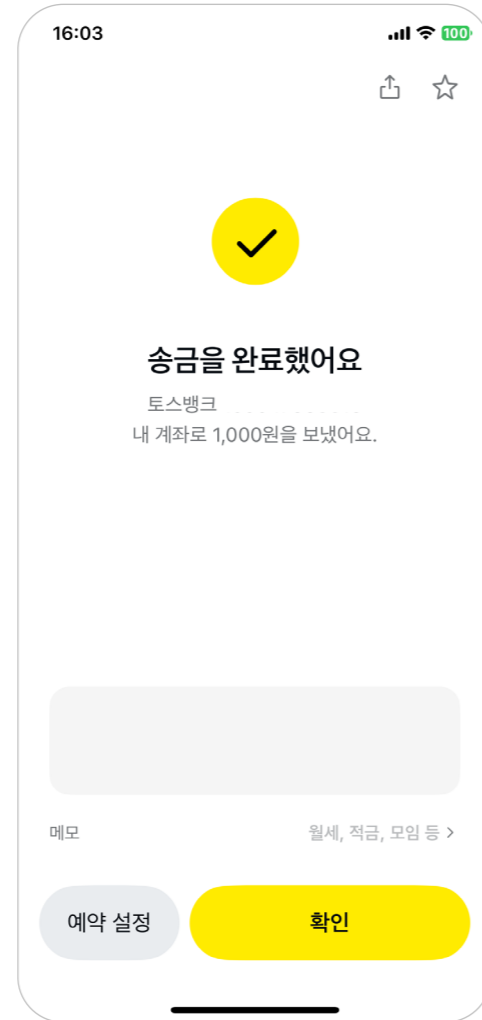 16:03
100
송금을 완료했어요
토스뱅크
내 계좌로 1,000원을 보냈어요.
메모 월세, 적금, 모임 등 >
예약 설정 확인